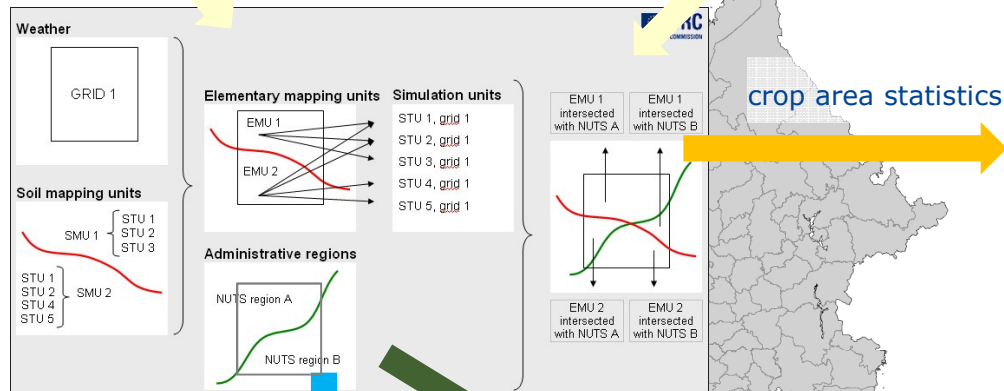 Weather
GRID 1
Soil mapping units
SMU 1
STU 1
STU 2
STU 3
STU 1
STU 2
STU 4
STU 5
SMU 2
Elementary mapping units
EMU 1
EMU 2
Simulation units
STU 1, grid 1
STU 2, grid 1
STU 3, grid 1
STU 4, grid 1
STU 5, grid 1
Administrative regions
NUTS region A
NUTS region B
RC
COMMISSION
EMU 1
intersected
with NUTS A
EMU 1
intersected
with NUTS B
EMU 2
intersected
with NUTS A
EMU 2
intersected
with NUTS B
crop area statistics